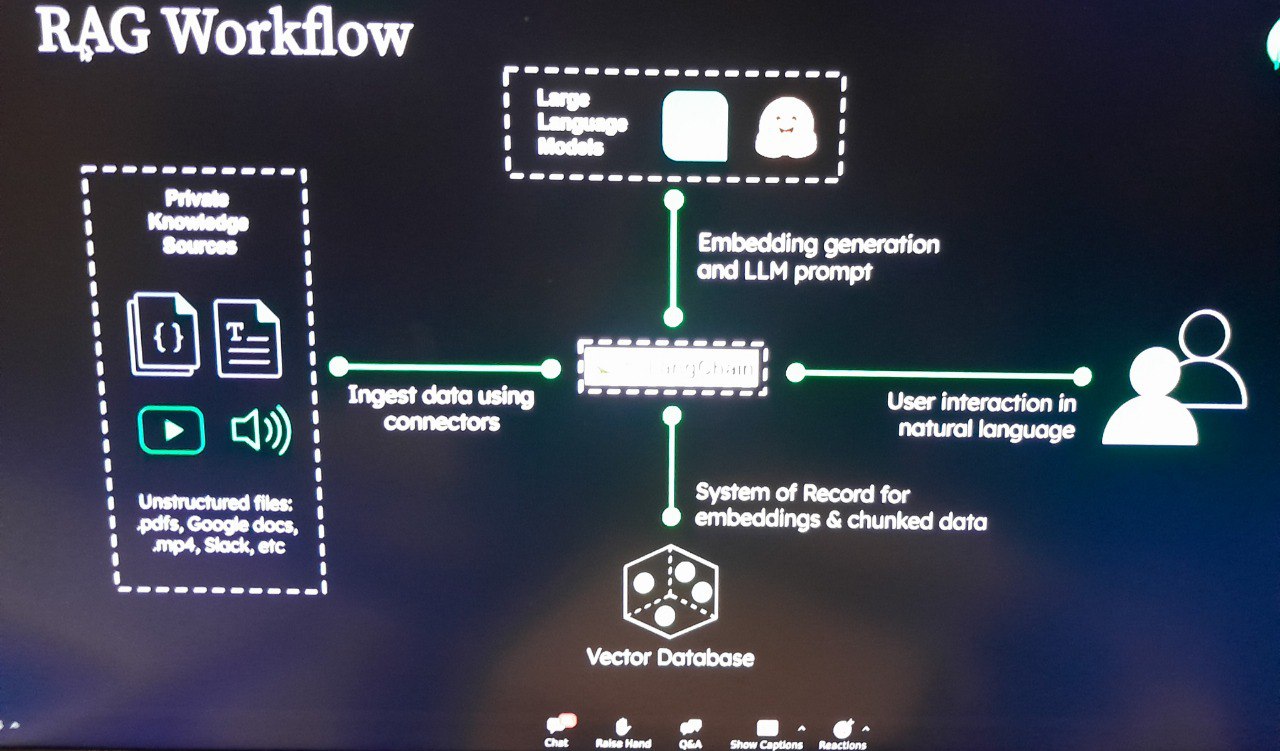 RAG Workflow
Large
Language
Models
Private
Knowledge
Sources
Embedding generation
and LLM prompt
{}
T
LangChain
Ingest data using
connectors
User interaction in
natural language
Unstructured files:
.pdfs, Google docs,
.mp4, Slack, etc
System of Record for
embeddings & chunked data
Vector Database
Chat
Raise Hand
Q&A
Show Captions
Reactions